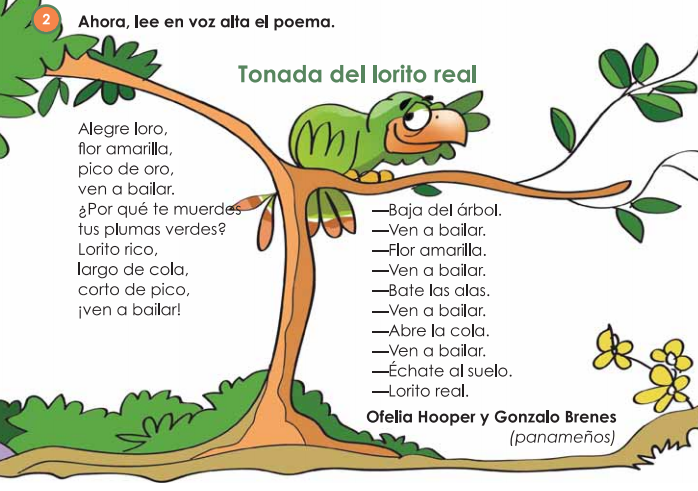 2 Ahora, lee en voz alta el poema.
Tonada del lorito real
Alegre loro,
flor amarilla,
pico de oro,
ven a bailar.
¿Por qué te muerdes
tus plumas verdes?
Lorito rico,
largo de cola,
corto de pico,
¡ven a bailar!
—Baja del árbol.
—Ven a bailar.
—Flor amarilla.
—Ven a bailar.
—Bate las alas.
—Ven a bailar.
—Abre la cola.
—Ven a bailar.
—Échate al suelo.
—Lorito real.
Ofelia Hooper y Gonzalo Brenes
(panameños)